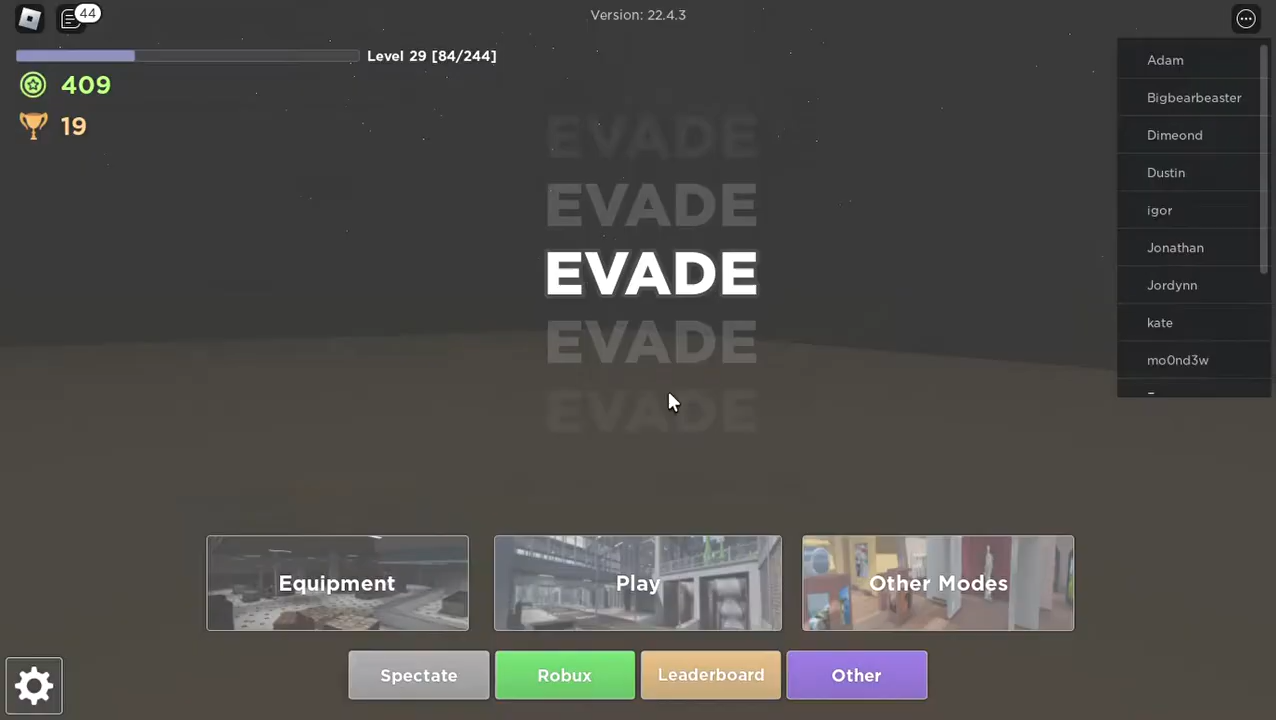 44
Version: 22.4.3
Level 29 [84/244]
409
19
Adam
Bigbearbeaster
Dimeond
Dustin
igor
Jonathan
Jordynn
kate
mo0nd3w
EVADE
EVADE
EVADE
EVADE
EVADE
Equipment
Play
Other Modes
Spectate
Robux
Leaderboard
Other